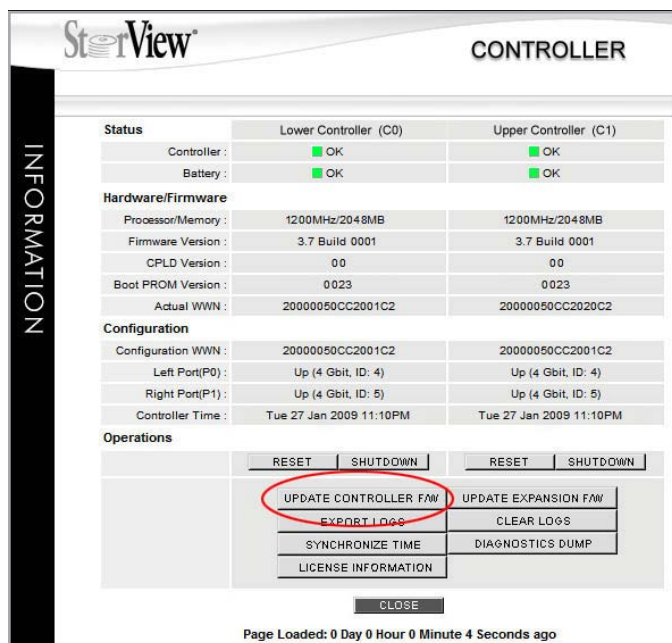 StorView
CONTROLLER
INFORMATION
Status Lower Controller (C0) Upper Controller (C1)
Controller : OK OK
Battery : OK OK
Hardware/Firmware
Processor/Memory : 1200MHz/2048MB 1200MHz/2048MB
Firmware Version : 3.7 Build 0001 3.7 Build 0001
CPLD Version : 00 00
Boot PROM Version : 0023 0023
Actual WWN : 20000050CC2001C2 20000050CC2020C2
Configuration
Configuration WWN : 20000050CC2001C2 20000050CC2001C2
Left Port(P0) : Up (4 Gbit, ID: 4) Up (4 Gbit, ID: 4)
Right Port(P1) : Up (4 Gbit, ID: 5) Up (4 Gbit, ID: 5)
Controller Time : Tue 27 Jan 2009 11:10PM Tue 27 Jan 2009 11:10PM
Operations
RESET SHUTDOWN RESET SHUTDOWN
UPDATE CONTROLLER F/W UPDATE EXPANSION F/W
EXPORT LOGS CLEAR LOGS
SYNCHRONIZE TIME DIAGNOSTICS DUMP
LICENSE INFORMATION
CLOSE
Page Loaded: 0 Day 0 Hour 0 Minute 4 Seconds ago